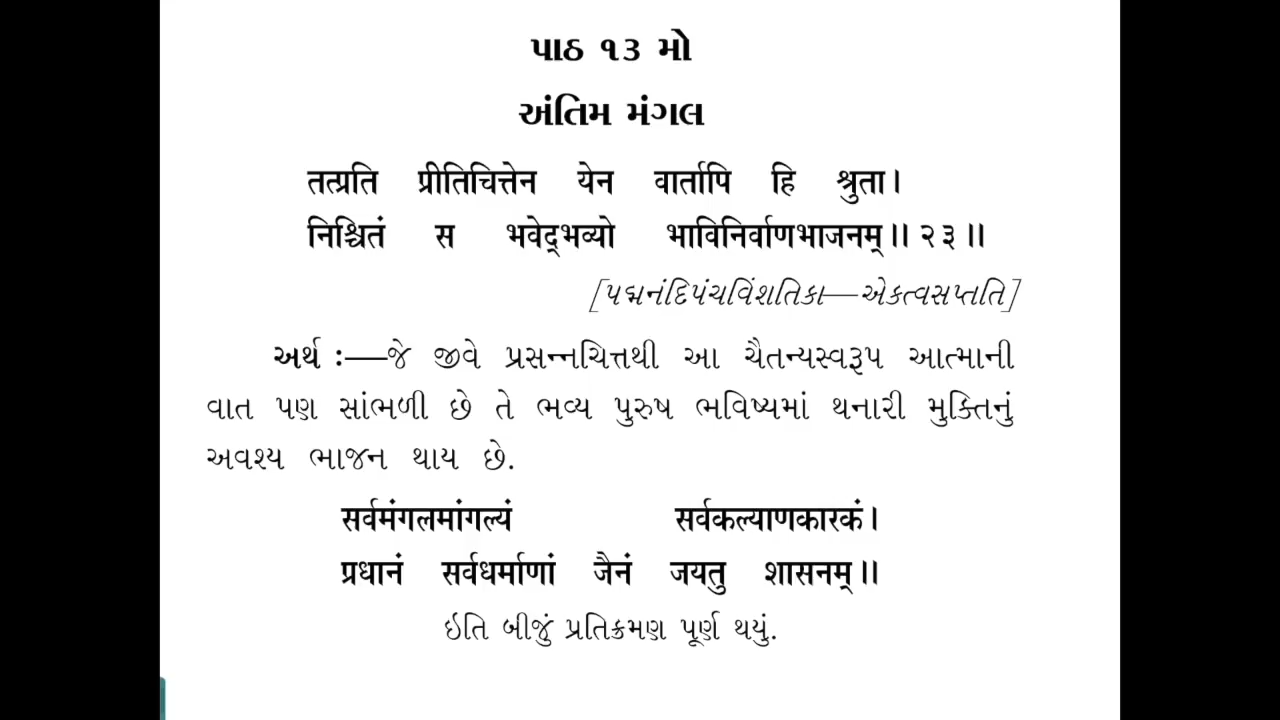 પાઠ ૧૩ મો
અંતિમ મંગલ
तत्प्रति प्रीतिचित्तेन येन वार्तापि हि श्रुता।
निश्चितं स भवेद्‌भव्यो भाविनिर्वाणभाजनम्।। २३।।
[પદ્મનંદિપંચવિંશતિકા—એકત્વસપ્તતિ]
અર્થ :—જે જીવે પ્રસન્નચિત્તથી આ ચૈતન્યસ્વરૂપ આત્માની
વાત પણ સાંભળી છે તે ભવ્ય પુરુષ ભવિષ્યમાં થનારી મુક્તિનું
અવશ્ય ભાજન થાય છે.
सर्वमंगलमांगल्यं सर्वकल्याणकारकं।
प्रधानं सर्वधर्माणां जैनं जयतु शासनम्।।
ઇતિ બીજું પ્રતિક્રમણ પૂર્ણ થયું.